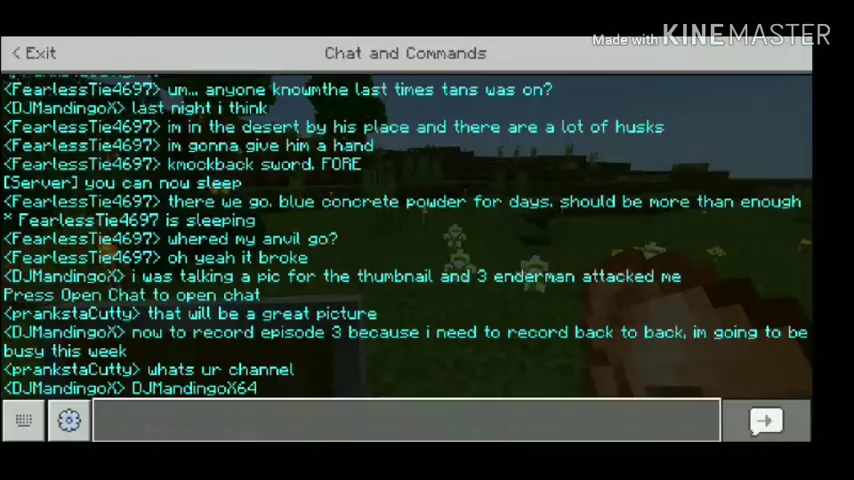 Made with KINEMASTER
< Exit
Chat and Commands
<FearlessTie4697> um... anyone knowmthe last times tans was on?
<DJMandingoX> last night i think
<FearlessTie4697> im in the desert by his place and there are a lot of husks
<FearlessTie4697> im gonna give him a hand
<FearlessTie4697> kmockback sword, FORE
[Server] you can now sleep
<FearlessTie4697> there we go. blue concrete powder for days. should be more than enough
* FearlessTie4697 is sleeping
<FearlessTie4697> whered my anvil go?
<FearlessTie4697> oh yeah it broke
<DJMandingoX> i was talking a pic for the thumbnail and 3 enderman attacked me
Press Open Chat to open chat
<prankstaCutty> that will be a great picture
<DJMandingoX> now to record episode 3 because i need to record back to back, im going to be
busy this week
<prankstaCutty> whats ur channel
<DJMandingoX> DJMandingoX64